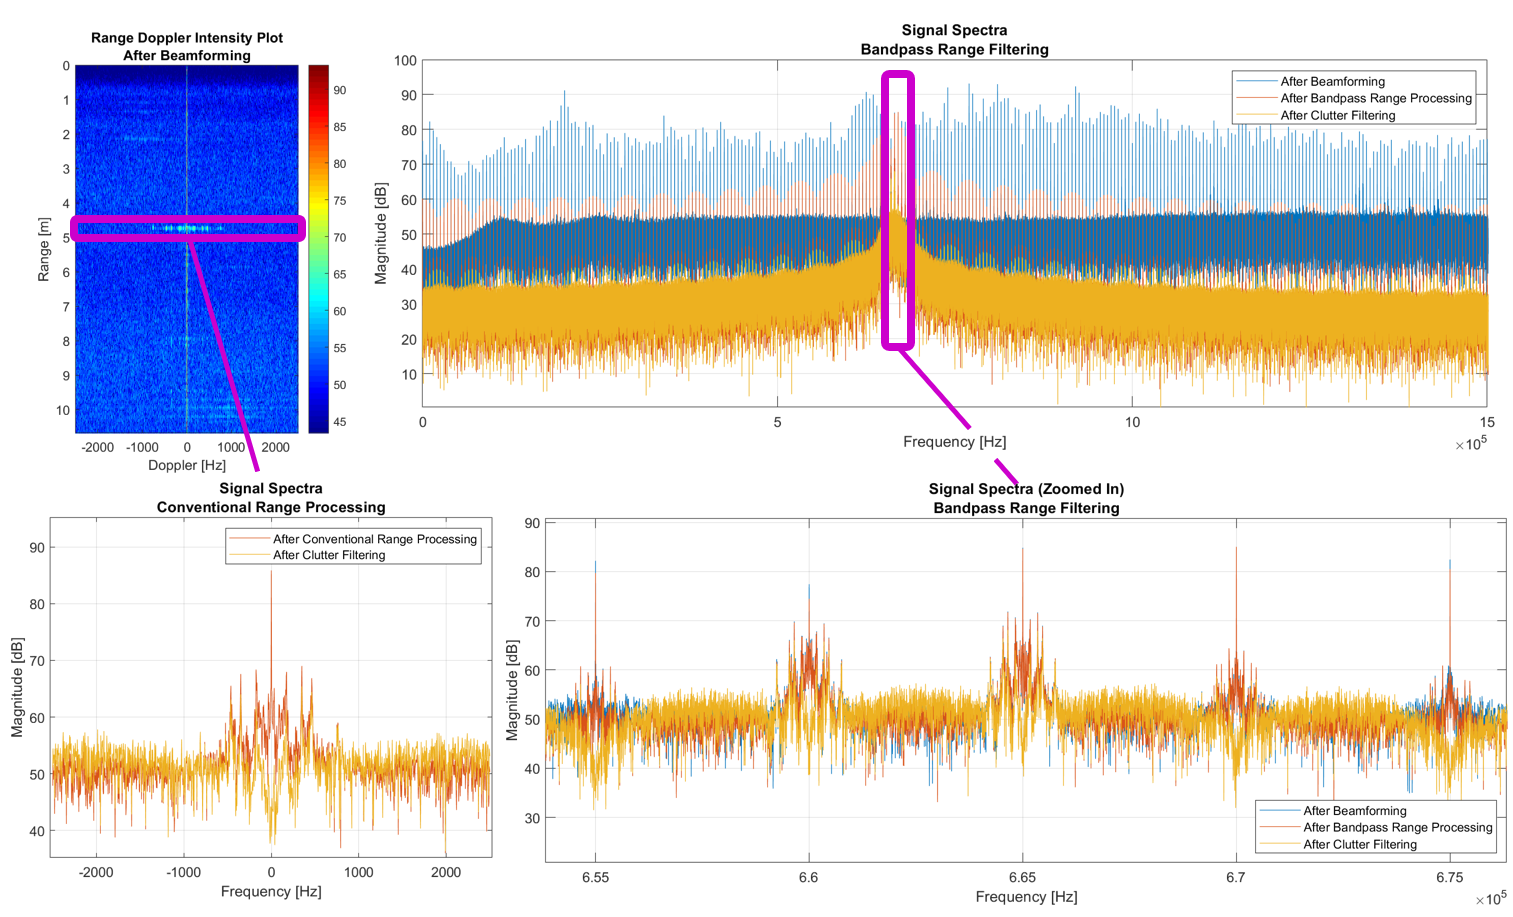 Range Doppler Intensity Plot
After Beamforming
0
1
2
3
4
5
6
7
8
9
10
Range [m]
-2000 -1000 0 1000 2000
Doppler [Hz]
90
85
80
75
70
65
60
55
50
45
Signal Spectra
Bandpass Range Filtering
100
90
80
70
60
50
40
30
20
10
Magnitude [dB]
After Beamforming
After Bandpass Range Processing
After Clutter Filtering
0 5 10 15
Frequency [Hz]
×10⁵
Signal Spectra
Conventional Range Processing
After Conventional Range Processing
After Clutter Filtering
90
80
70
60
50
40
Magnitude [dB]
-2000 -1000 0 1000 2000
Frequency [Hz]
Signal Spectra (Zoomed In)
Bandpass Range Filtering
90
80
70
60
50
40
30
Magnitude [dB]
After Beamforming
After Bandpass Range Processing
After Clutter Filtering
6.55 6.6 6.65 6.7 6.75
Frequency [Hz]
×10⁵